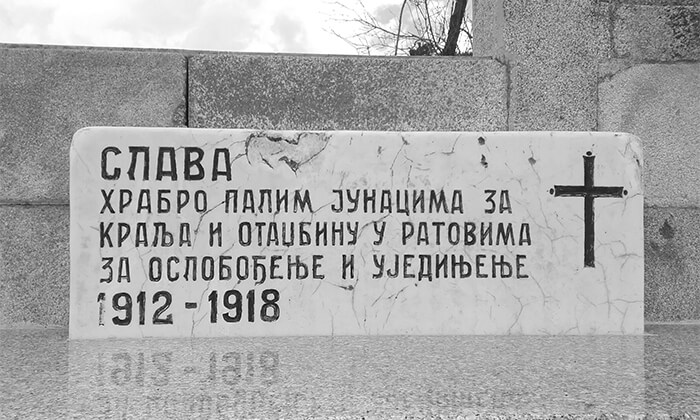 СЛАВА
ХРАБРО ПАЛИМ ЈУНАЦИМА ЗА
КРАЉА И ОТАЏБИНУ У РАТОВИМА
ЗА ОСЛОБОЂЕЊЕ И УЈЕДИЊЕЊЕ
1912-1918